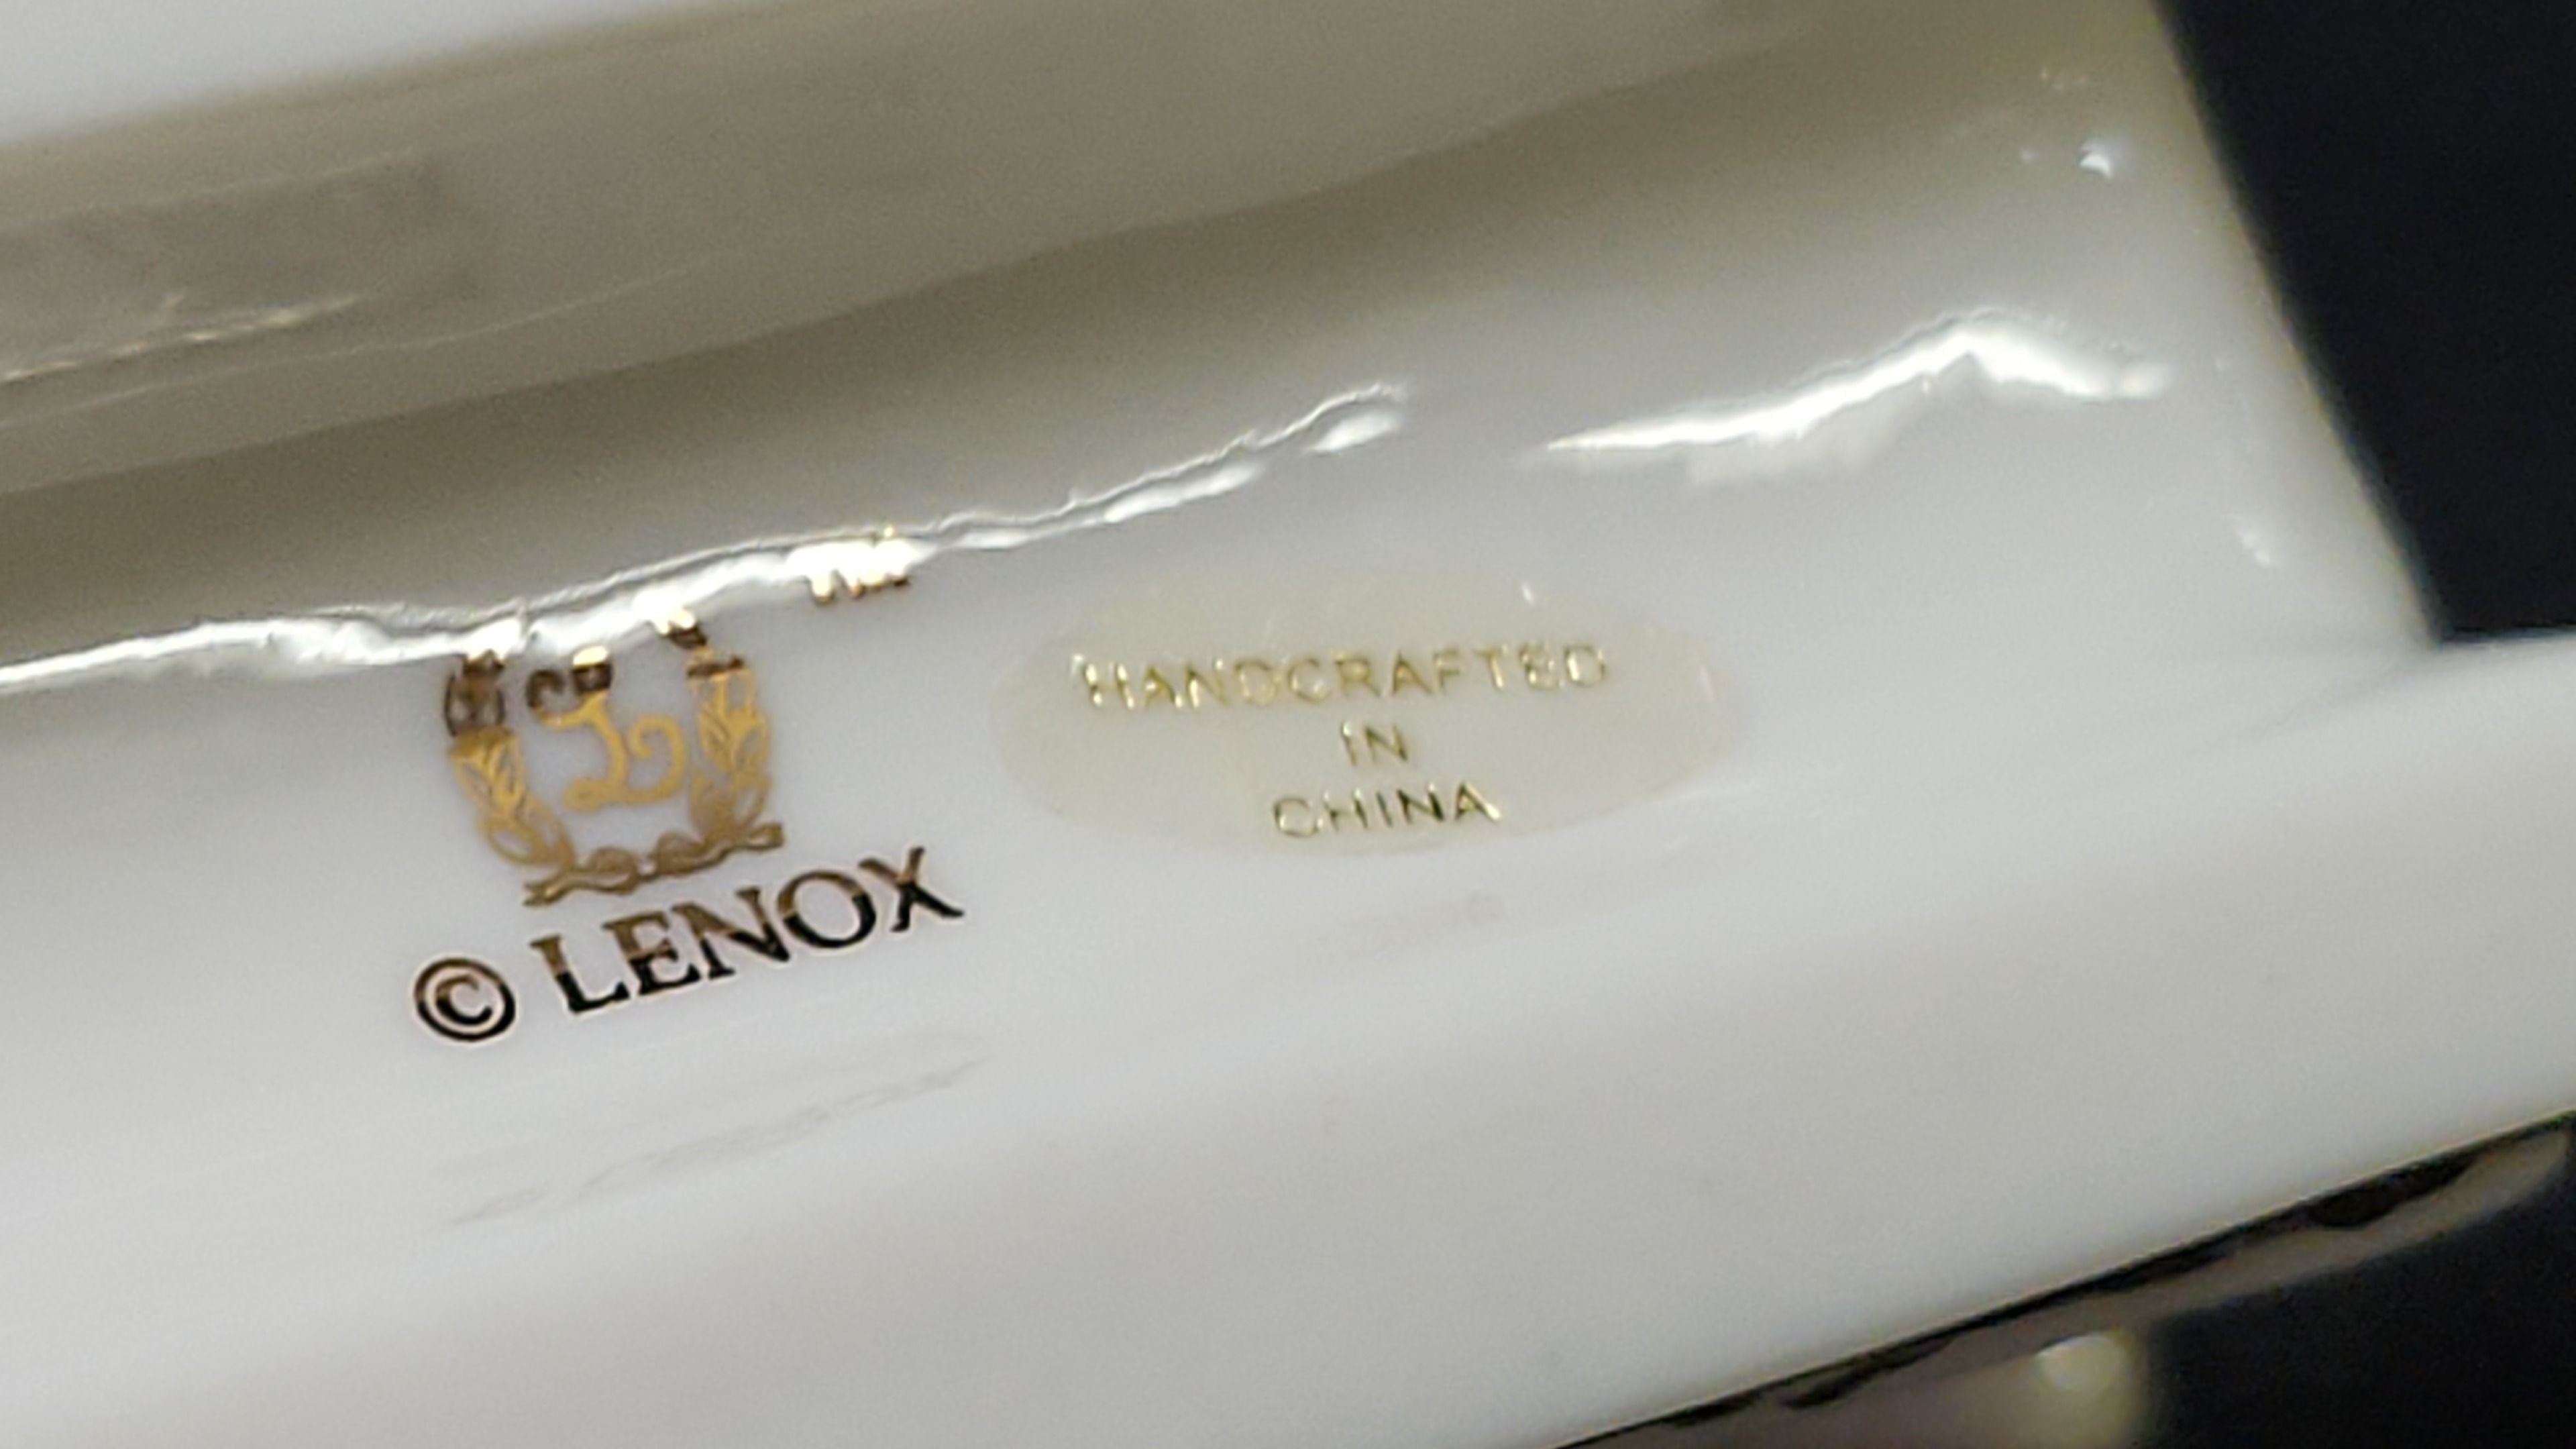 L
© LENOX
HANDCRAFTED
IN
CHINA